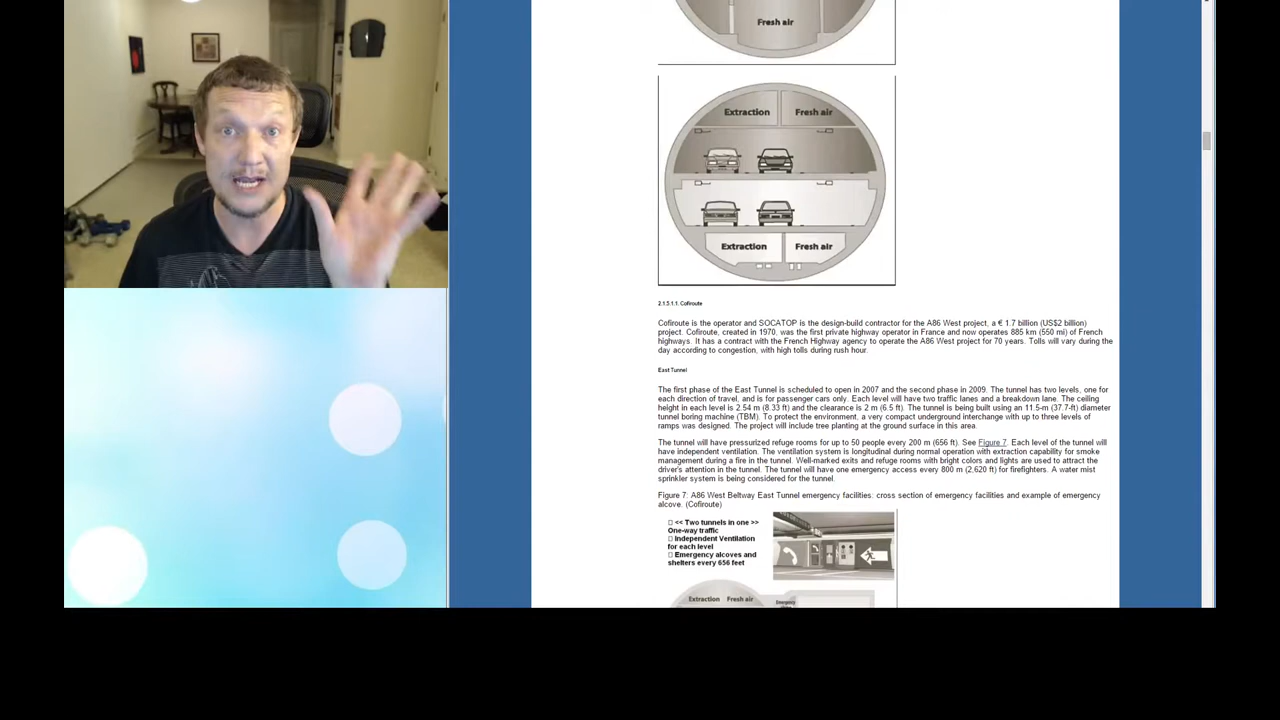 Fresh air
Extraction
Fresh air
Extraction
Fresh air
2.1.5.1.1. Cofiroute
Cofiroute is the operator and SOCATOP is the design-build contractor for the A86 West project, a € 1.7 billion (US$2 billion)
project. Cofiroute, created in 1970, was the first private highway operator in France and now operates 885 km (550 mi) of French
highways. It has a contract with the French Highway agency to operate the A86 West project for 70 years. Tolls will vary during the
day according to congestion, with high tolls during rush hour.
East Tunnel
The first phase of the East Tunnel is scheduled to open in 2007 and the second phase in 2009. The tunnel has two levels, one for
each direction of travel, and is for passenger cars only. Each level will have two traffic lanes and a breakdown lane. The ceiling
height in each level is 2.54 m (8.33 ft) and the clearance is 2 m (6.5 ft). The tunnel is being built using an 11.5-m (37.7-ft) diameter
tunnel boring machine (TBM). To protect the environment, a very compact underground interchange with up to three levels of
ramps was designed. The project will include tree planting at the ground surface in this area.
The tunnel will have pressurized refuge rooms for up to 50 people every 200 m (656 ft). See Figure 7. Each level of the tunnel will
have independent ventilation. The ventilation system is longitudinal during normal operation with extraction capability for smoke
management during a fire in the tunnel. Well-marked exits and refuge rooms with bright colors and lights are used to attract the
driver's attention in the tunnel. The tunnel will have one emergency access every 800 m (2,620 ft) for firefighters. A water mist
sprinkler system is being considered for the tunnel.
Figure 7: A86 West Beltway East Tunnel emergency facilities: cross section of emergency facilities and example of emergency
alcove. (Cofiroute)
<< Two tunnels in one >>
One-way traffic
Independent Ventilation
for each level
Emergency alcoves and
shelters every 656 feet
Extraction
Fresh air
Emergency